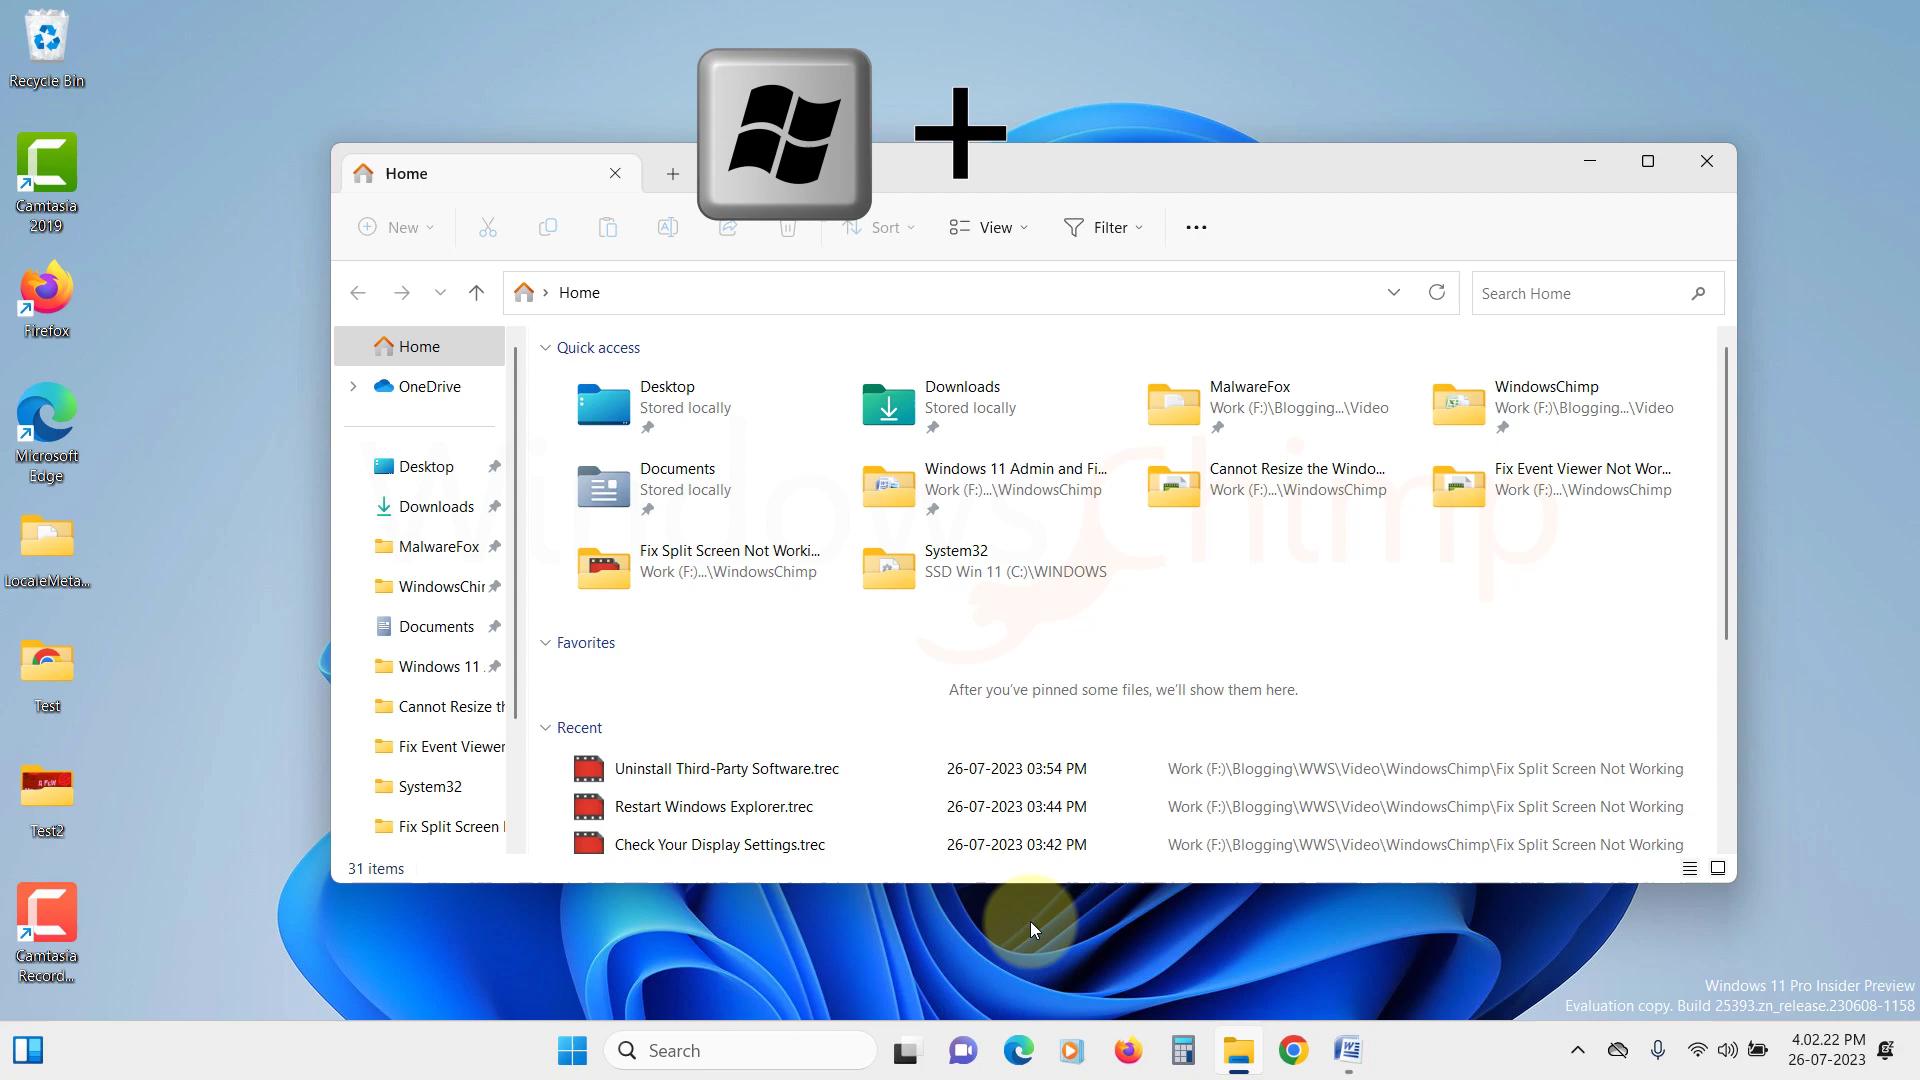 Recycle Bin
Camtasia
2019
Firefox
Microsoft
Edge
LocaleMeta...
Test
Test2
Camtasia
Record...
Home
New
Sort
View
Filter
Home
Search Home
Home
OneDrive
Desktop
Downloads
MalwareFox
WindowsChir
Documents
Windows 11
Cannot Resize th
Fix Event Viewer
System32
Fix Split Screen
Quick access
Desktop
Stored locally
Downloads
Stored locally
MalwareFox
Work (F:)\Blogging...\Video
WindowsChimp
Work (F:)\Blogging...\Video
Documents
Stored locally
Windows 11 Admin and Fi...
Work (F:)...\WindowsChimp
Cannot Resize the Windo...
Work (F:)...\WindowsChimp
Fix Event Viewer Not Wor...
Work (F:)...\WindowsChimp
Fix Split Screen Not Worki...
Work (F:)...\WindowsChimp
System32
SSD Win 11 (C:)\WINDOWS
WindowsChimp
Favorites
After you've pinned some files, we'll show them here.
Recent
Uninstall Third-Party Software.trec 26-07-2023 03:54 PM Work (F:)\Blogging\WWS\Video\WindowsChimp\Fix Split Screen Not Working
Restart Windows Explorer.trec 26-07-2023 03:44 PM Work (F:)\Blogging\WWS\Video\WindowsChimp\Fix Split Screen Not Working
Check Your Display Settings.trec 26-07-2023 03:42 PM Work (F:)\Blogging\WWS\Video\WindowsChimp\Fix Split Screen Not Working
31 items
Windows 11 Pro Insider Preview
Evaluation copy. Build 25393.zn_release.230608-1158
Search
4.02.22 PM
26-07-2023